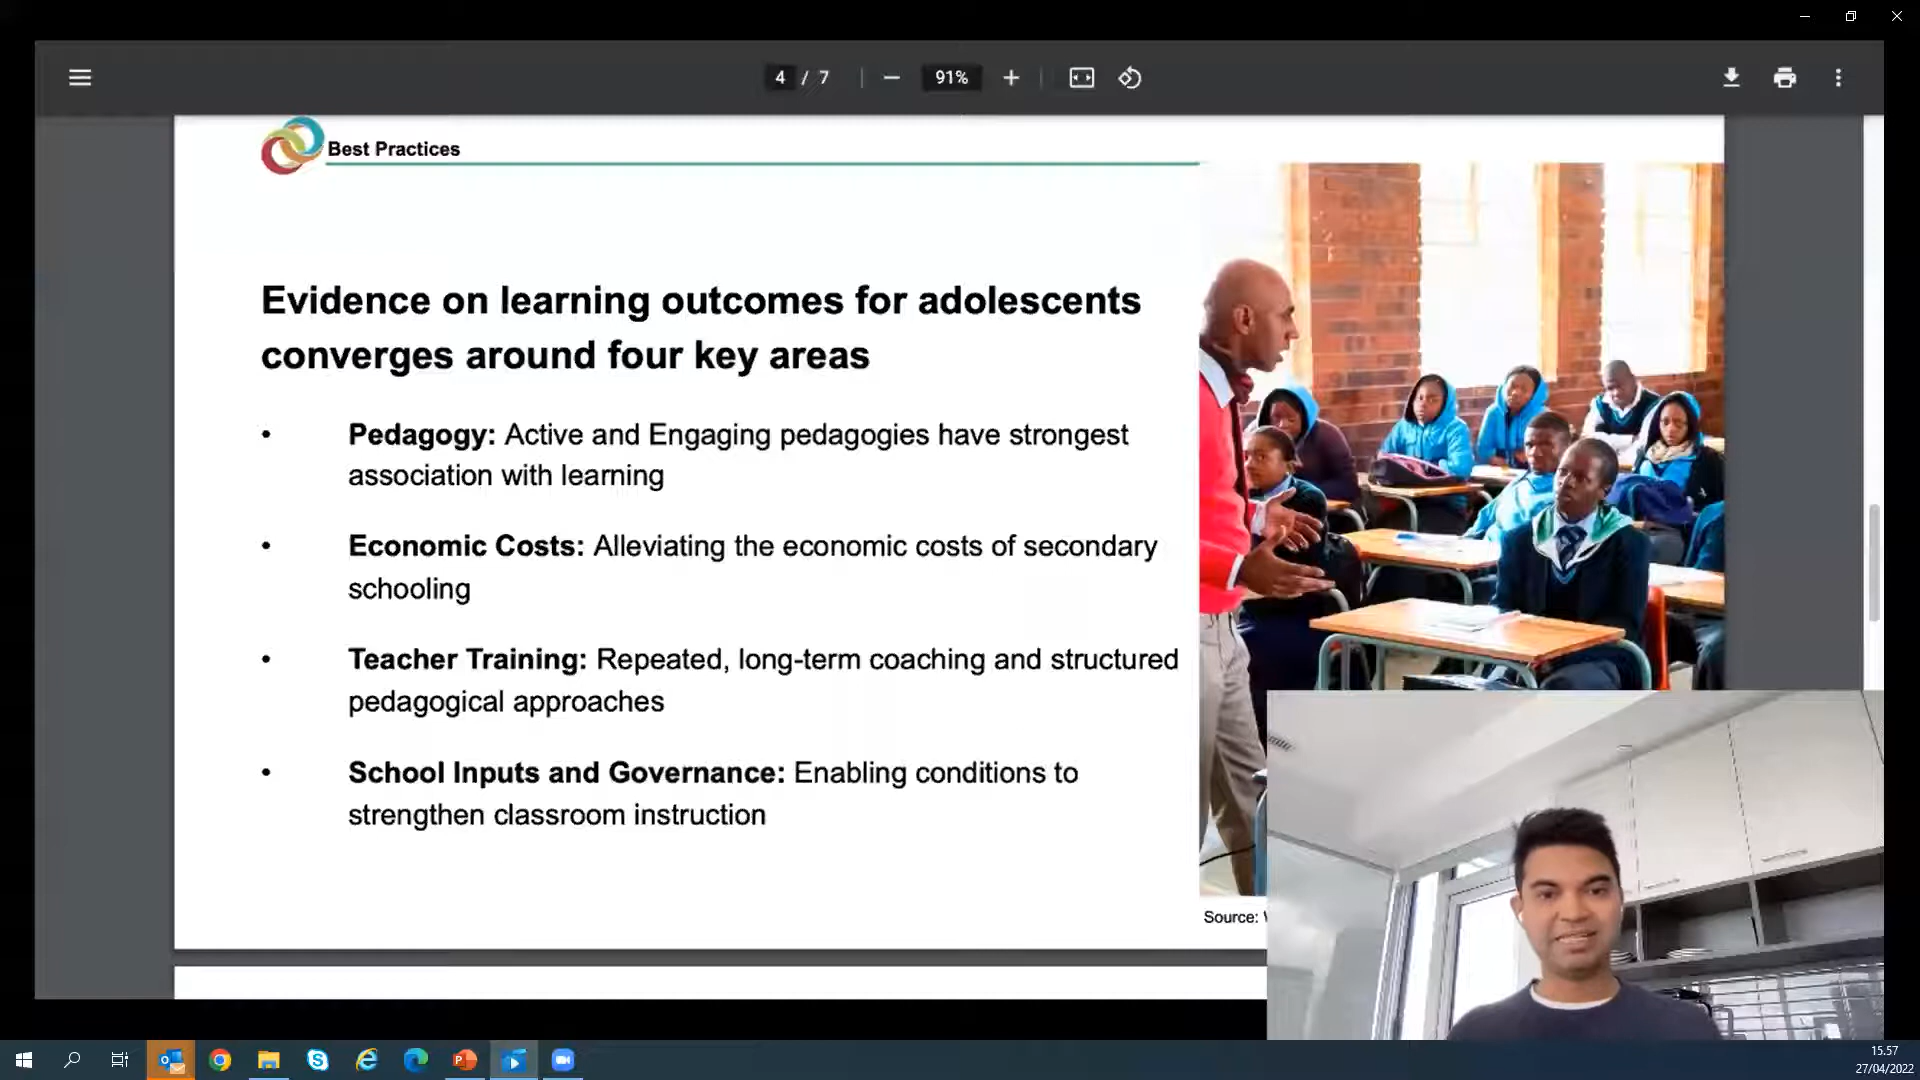 4 / 7
91%
Best Practices
Evidence on learning outcomes for adolescents
converges around four key areas
• Pedagogy: Active and Engaging pedagogies have strongest
association with learning
• Economic Costs: Alleviating the economic costs of secondary
schooling
• Teacher Training: Repeated, long-term coaching and structured
pedagogical approaches
• School Inputs and Governance: Enabling conditions to
strengthen classroom instruction
Source:
15.57
27/04/2022